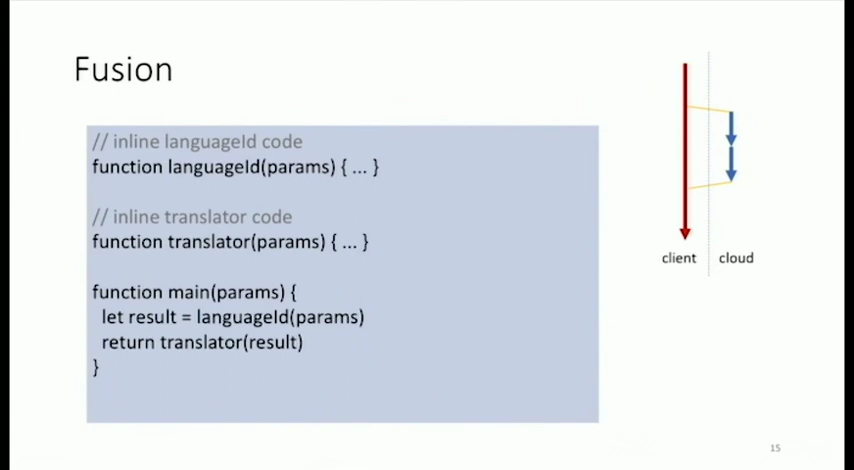 Fusion
// inline languageId code
function languageId(params) { ... }
// inline translator code
function translator(params) { ... }
function main(params) {
let result = languageId(params)
return translator(result)
}
client
cloud
15